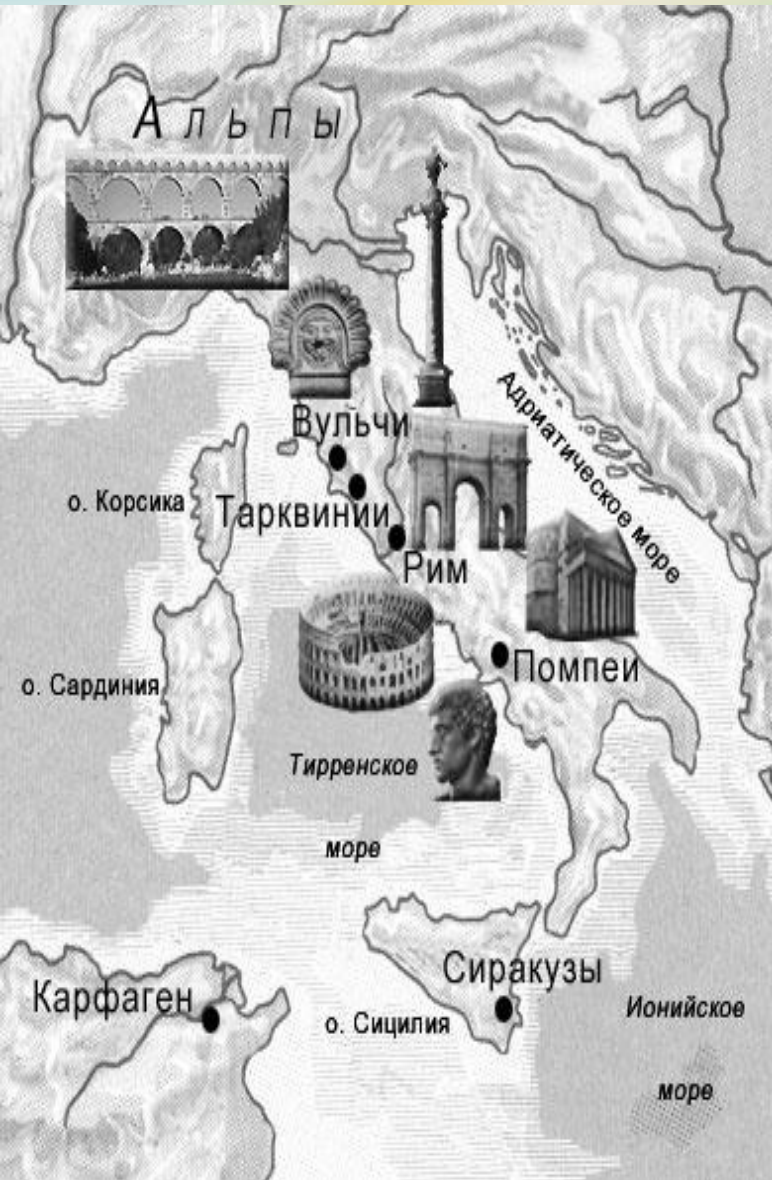 Альпы
Вульчи
Адриатическое море
о. Корсика
Тарквинии
Рим
Помпеи
о. Сардиния
Тирренское
море
Сиракузы
Карфаген
о. Сицилия
Ионийское
море